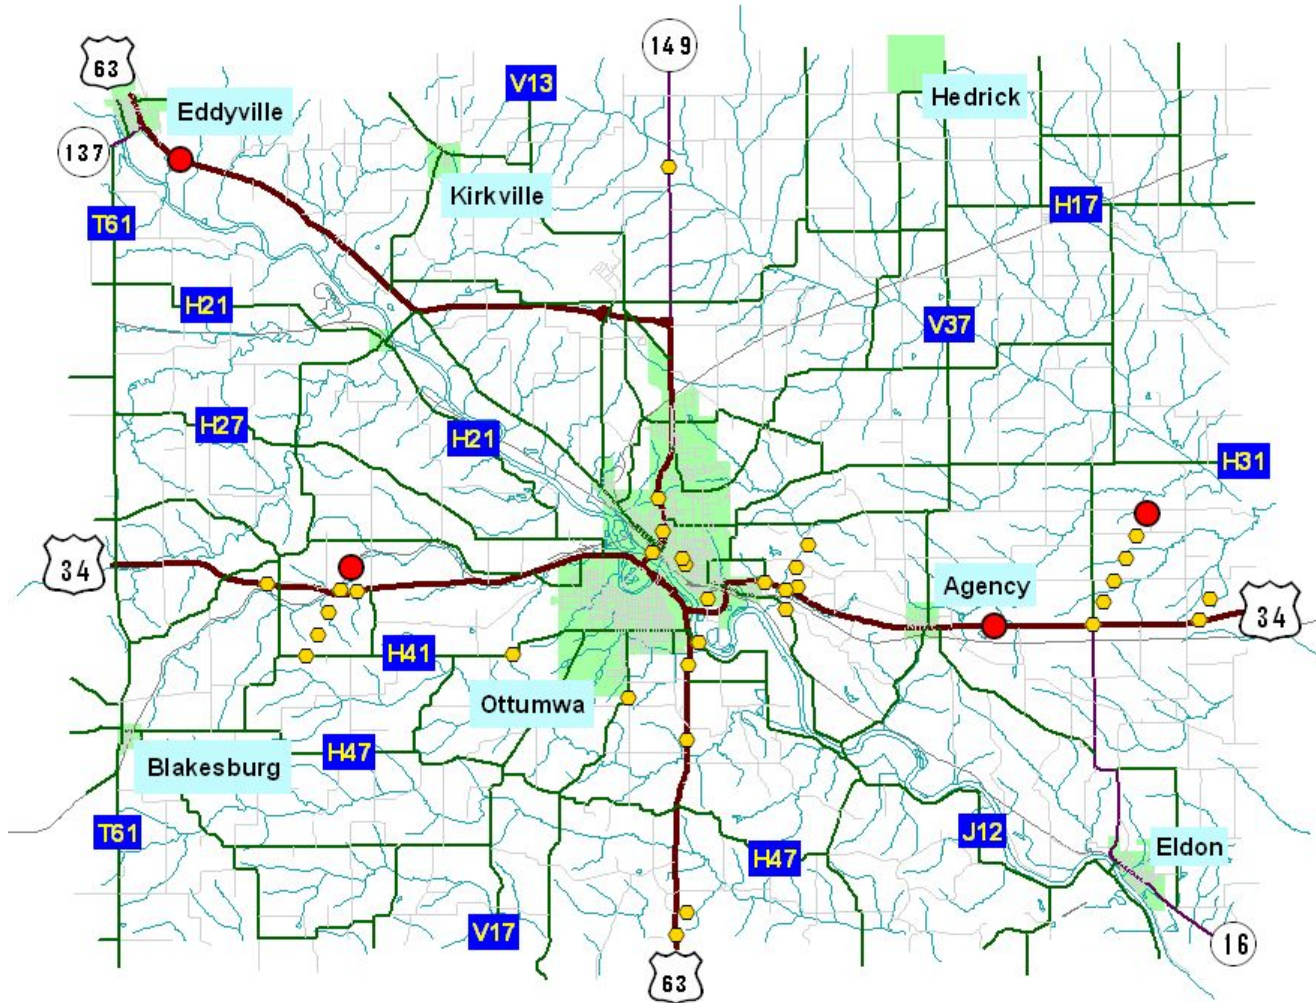 149
63
V13
Hedrick
Eddyville
137
Kirkville
H17
T61
H21
V37
H27
H21
H31
34
Agency
34
H41
Ottumwa
H47
Blakesburg
T61
J12
Eldon
H47
V17
16
63